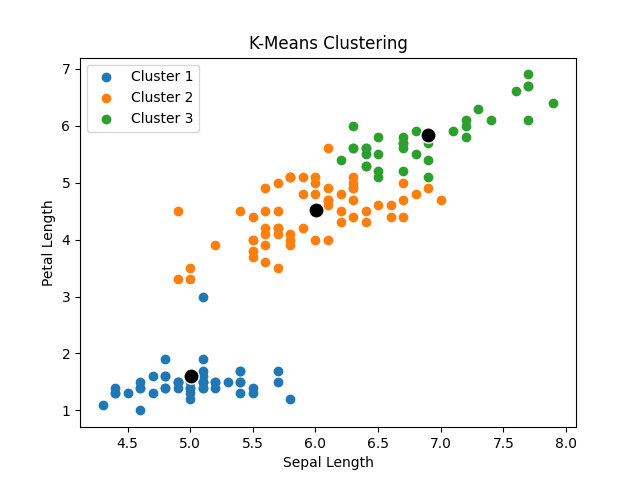 K-Means Clustering
Cluster 1
Cluster 2
Cluster 3
Petal Length
7
6
5
4
3
2
1
4.5 5.0 5.5 6.0 6.5 7.0 7.5 8.0
Sepal Length